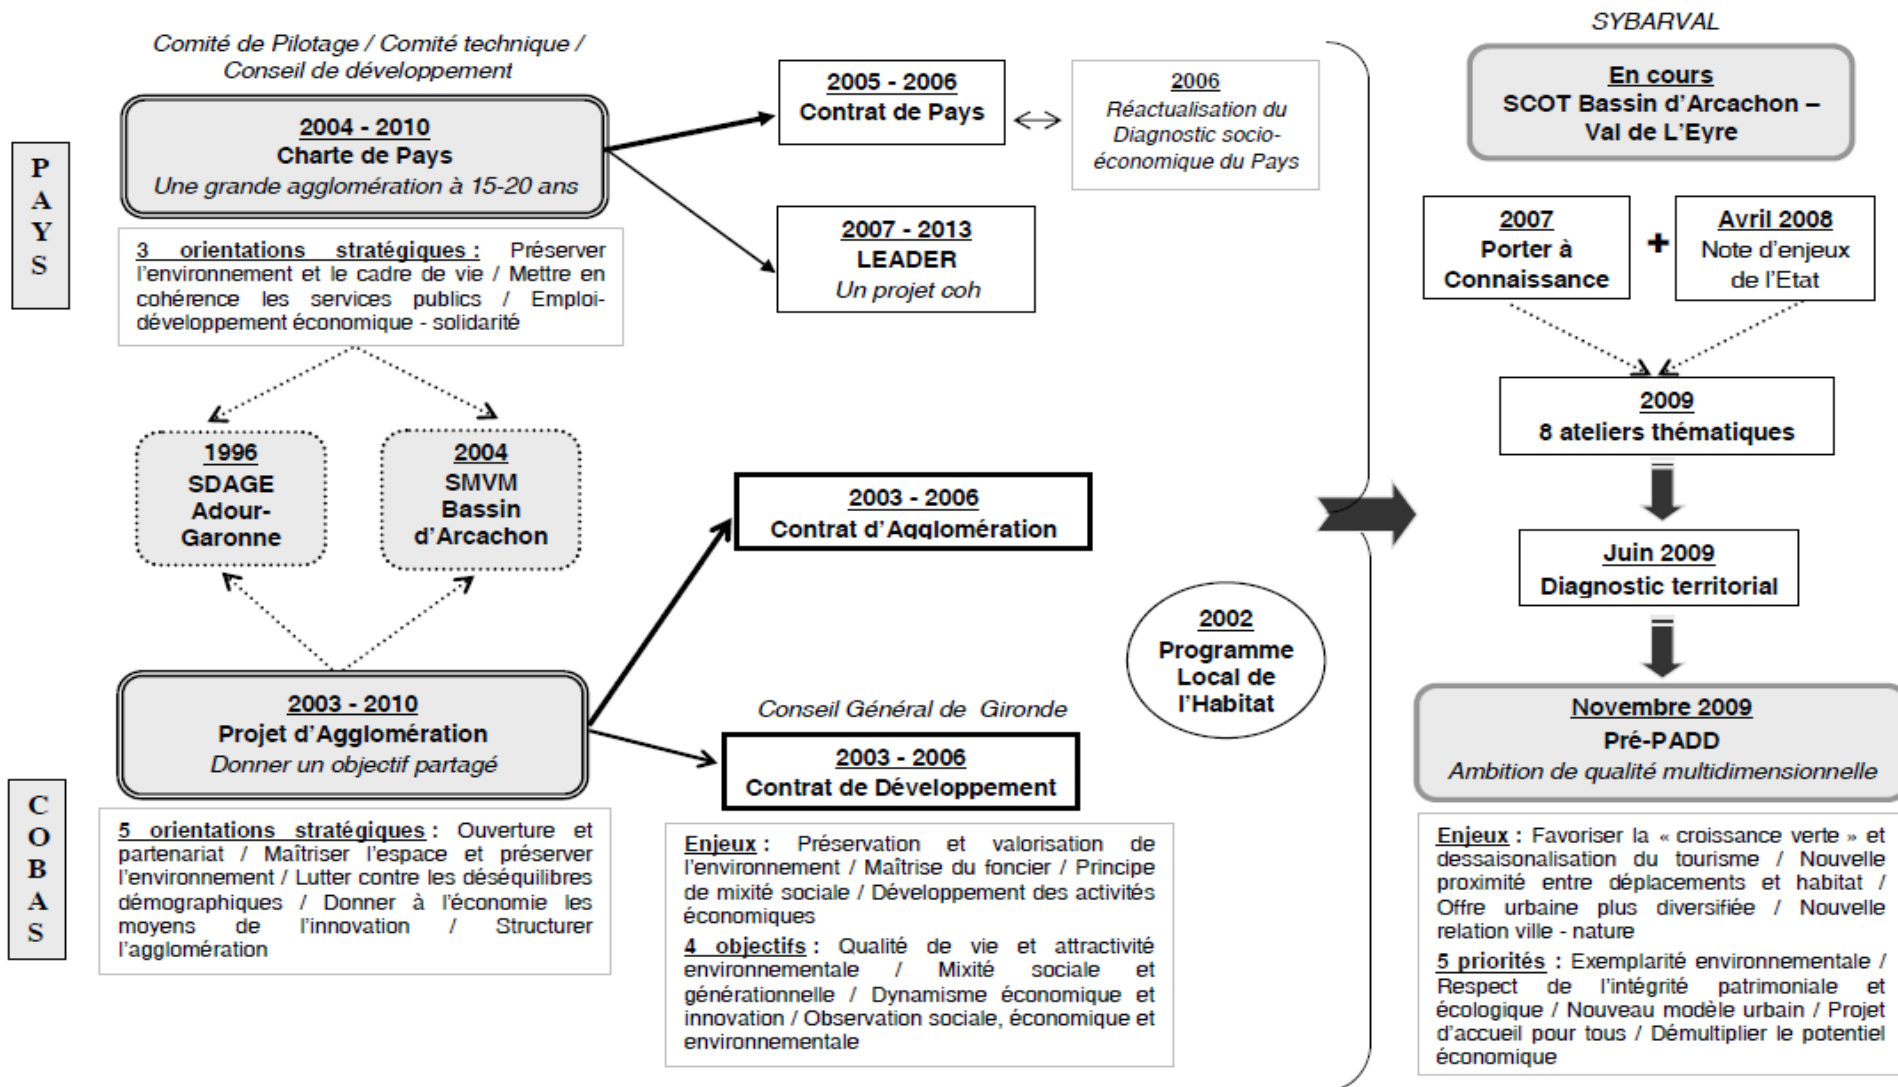 Comité de Pilotage / Comité technique /
Conseil de développement
P
A
Y
S
2004 - 2010
Charte de Pays
Une grande agglomération à 15-20 ans
3 orientations stratégiques : Préserver
l'environnement et le cadre de vie / Mettre en
cohérence les services publics / Emploi-
développement économique - solidarité
2005 - 2006
Contrat de Pays
2006
Réactualisation du
Diagnostic socio-
économique du Pays
2007 - 2013
LEADER
Un projet coh
1996
SDAGE
Adour-
Garonne
2004
SMVM
Bassin
d'Arcachon
2003 - 2006
Contrat d'Agglomération
2002
Programme
Local de
l'Habitat
C
O
B
A
S
2003 - 2010
Projet d'Agglomération
Donner un objectif partagé
5 orientations stratégiques : Ouverture et
partenariat / Maîtriser l'espace et préserver
l'environnement / Lutter contre les déséquilibres
démographiques / Donner à l'économie les
moyens de l'innovation / Structurer
l'agglomération
Conseil Général de Gironde
2003 - 2006
Contrat de Développement
Enjeux : Préservation et valorisation de
l'environnement / Maîtrise du foncier / Principe
de mixité sociale / Développement des activités
économiques
4 objectifs : Qualité de vie et attractivité
environnementale / Mixité sociale et
générationnelle / Dynamisme économique et
innovation / Observation sociale, économique et
environnementale
SYBARVAL
En cours
SCOT Bassin d'Arcachon –
Val de L'Eyre
2007
Porter à
Connaissance
+
Avril 2008
Note d'enjeux
de l'Etat
2009
8 ateliers thématiques
Juin 2009
Diagnostic territorial
Novembre 2009
Pré-PADD
Ambition de qualité multidimensionnelle
Enjeux : Favoriser la « croissance verte » et
dessaisonalisation du tourisme / Nouvelle
proximité entre déplacements et habitat /
Offre urbaine plus diversifiée / Nouvelle
relation ville - nature
5 priorités : Exemplarité environnementale /
Respect de l'intégrité patrimoniale et
écologique / Nouveau modèle urbain / Projet
d'accueil pour tous / Démultiplier le potentiel
économique